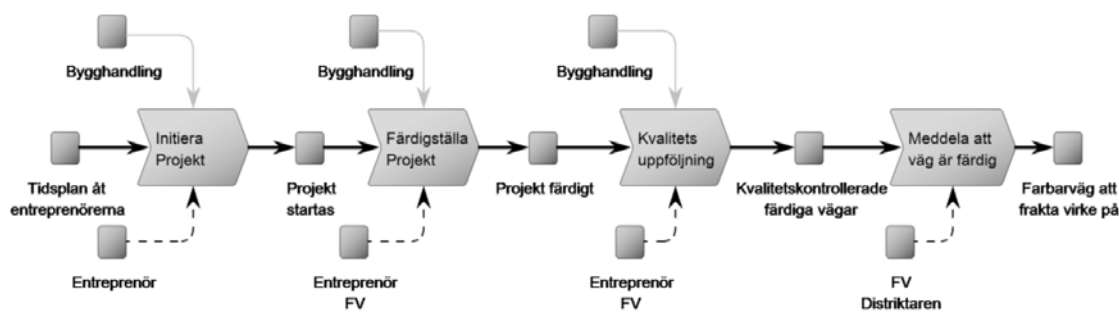 Bygghandling
Bygghandling
Bygghandling
Initiera
Projekt
Färdigställa
Projekt
Kvalitets
uppföljning
Meddela att
väg är färdig
Tidsplan åt
entreprenörerna
Projekt
startas
Projekt färdigt
Kvalitetskontrollerade
färdiga vägar
Farbarväg att
frakta virke på
Entreprenör
Entreprenör
FV
Entreprenör
FV
FV
Distriktaren